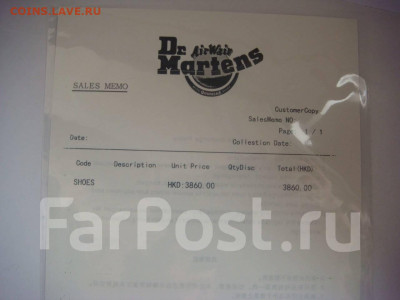 COINS.LAVE.RU
Dr. AirWair
Martens
SALES MEMO
CustomerCopy
SalesMemo NO
Page: 1 / 1
Date:
Collection Date:
Code Description Unit Price QtyDisc Total(HKD)
SHOES HKD:3860.00 3860.00
FarPost.ru